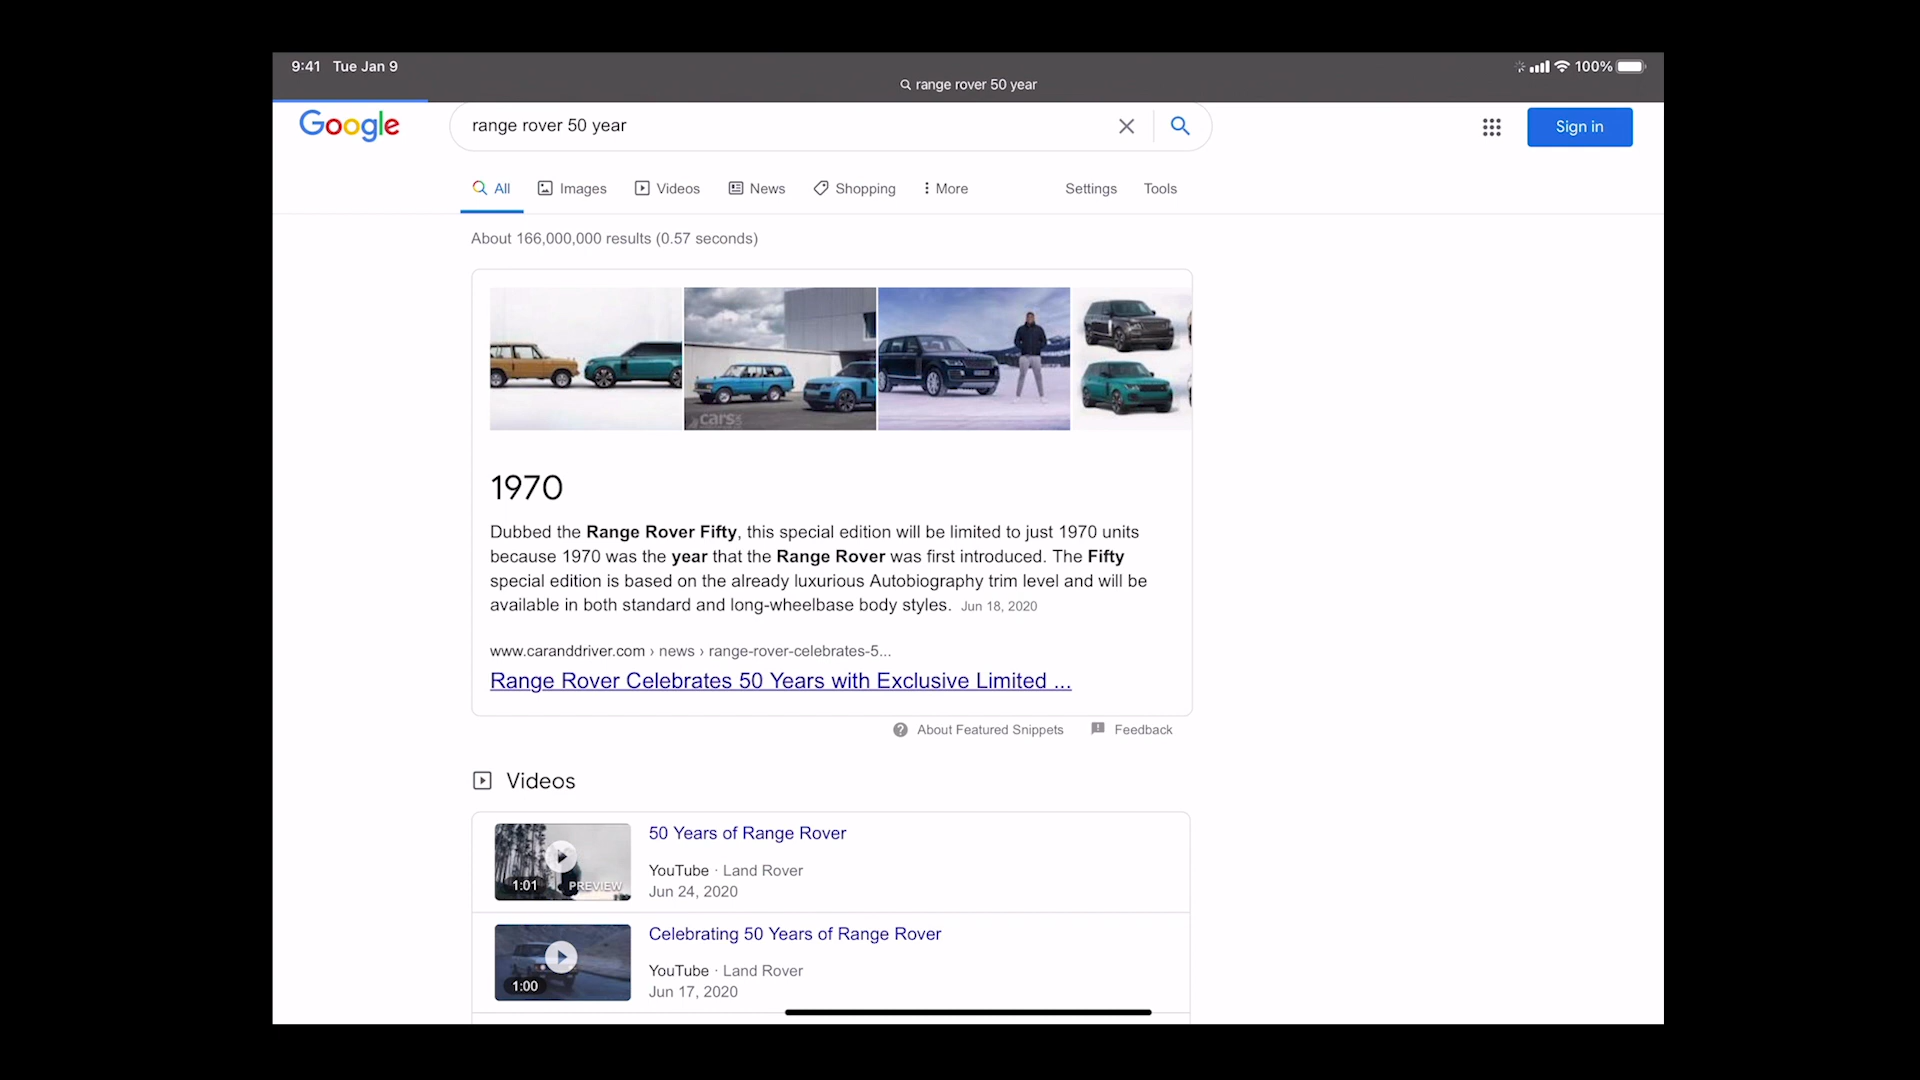 9:41 Tue Jan 9
100%
range rover 50 year
Google
range rover 50 year
Sign in
All Images Videos News Shopping More Settings Tools
About 166,000,000 results (0.57 seconds)
cars
1970
Dubbed the Range Rover Fifty, this special edition will be limited to just 1970 units
because 1970 was the year that the Range Rover was first introduced. The Fifty
special edition is based on the already luxurious Autobiography trim level and will be
available in both standard and long-wheelbase body styles. Jun 18, 2020
www.caranddriver.com › news › range-rover-celebrates-5...
Range Rover Celebrates 50 Years with Exclusive Limited ...
About Featured Snippets Feedback
Videos
50 Years of Range Rover
1:01 PREVIEW
YouTube · Land Rover
Jun 24, 2020
Celebrating 50 Years of Range Rover
1:00
YouTube · Land Rover
Jun 17, 2020